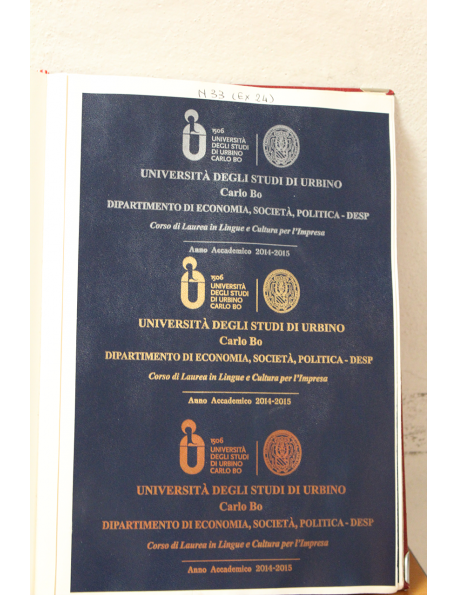 N 33 (Ex 24)
1506
UNIVERSITÀ
DEGLI STUDI
DI URBINO
CARLO BO
UNIVERSITÀ DEGLI STUDI DI URBINO
Carlo Bo
DIPARTIMENTO DI ECONOMIA, SOCIETÀ, POLITICA - DESP
Corso di Laurea in Lingue e Cultura per l'Impresa
Anno Accademico 2014-2015
1506
UNIVERSITÀ
DEGLI STUDI
DI URBINO
CARLO BO
UNIVERSITÀ DEGLI STUDI DI URBINO
Carlo Bo
DIPARTIMENTO DI ECONOMIA, SOCIETÀ, POLITICA - DESP
Corso di Laurea in Lingue e Cultura per l'Impresa
Anno Accademico 2014-2015
1506
UNIVERSITÀ
DEGLI STUDI
DI URBINO
CARLO BO
UNIVERSITÀ DEGLI STUDI DI URBINO
Carlo Bo
DIPARTIMENTO DI ECONOMIA, SOCIETÀ, POLITICA - DESP
Corso di Laurea in Lingue e Cultura per l'Impresa
Anno Accademico 2014-2015